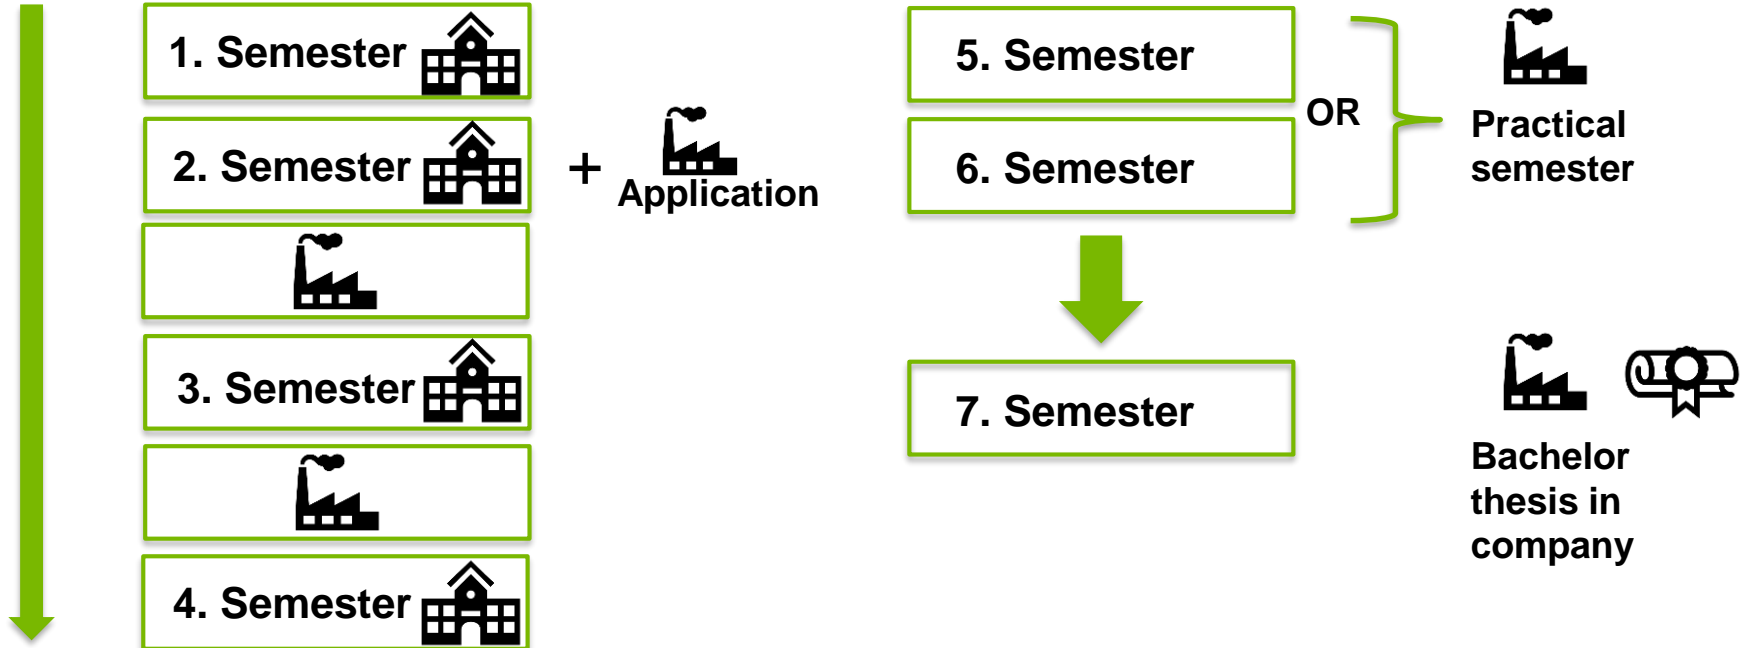 1. Semester
2. Semester
+
Application
3. Semester
4. Semester
5. Semester
OR
6. Semester
Practical
semester
7. Semester
Bachelor
thesis in
company